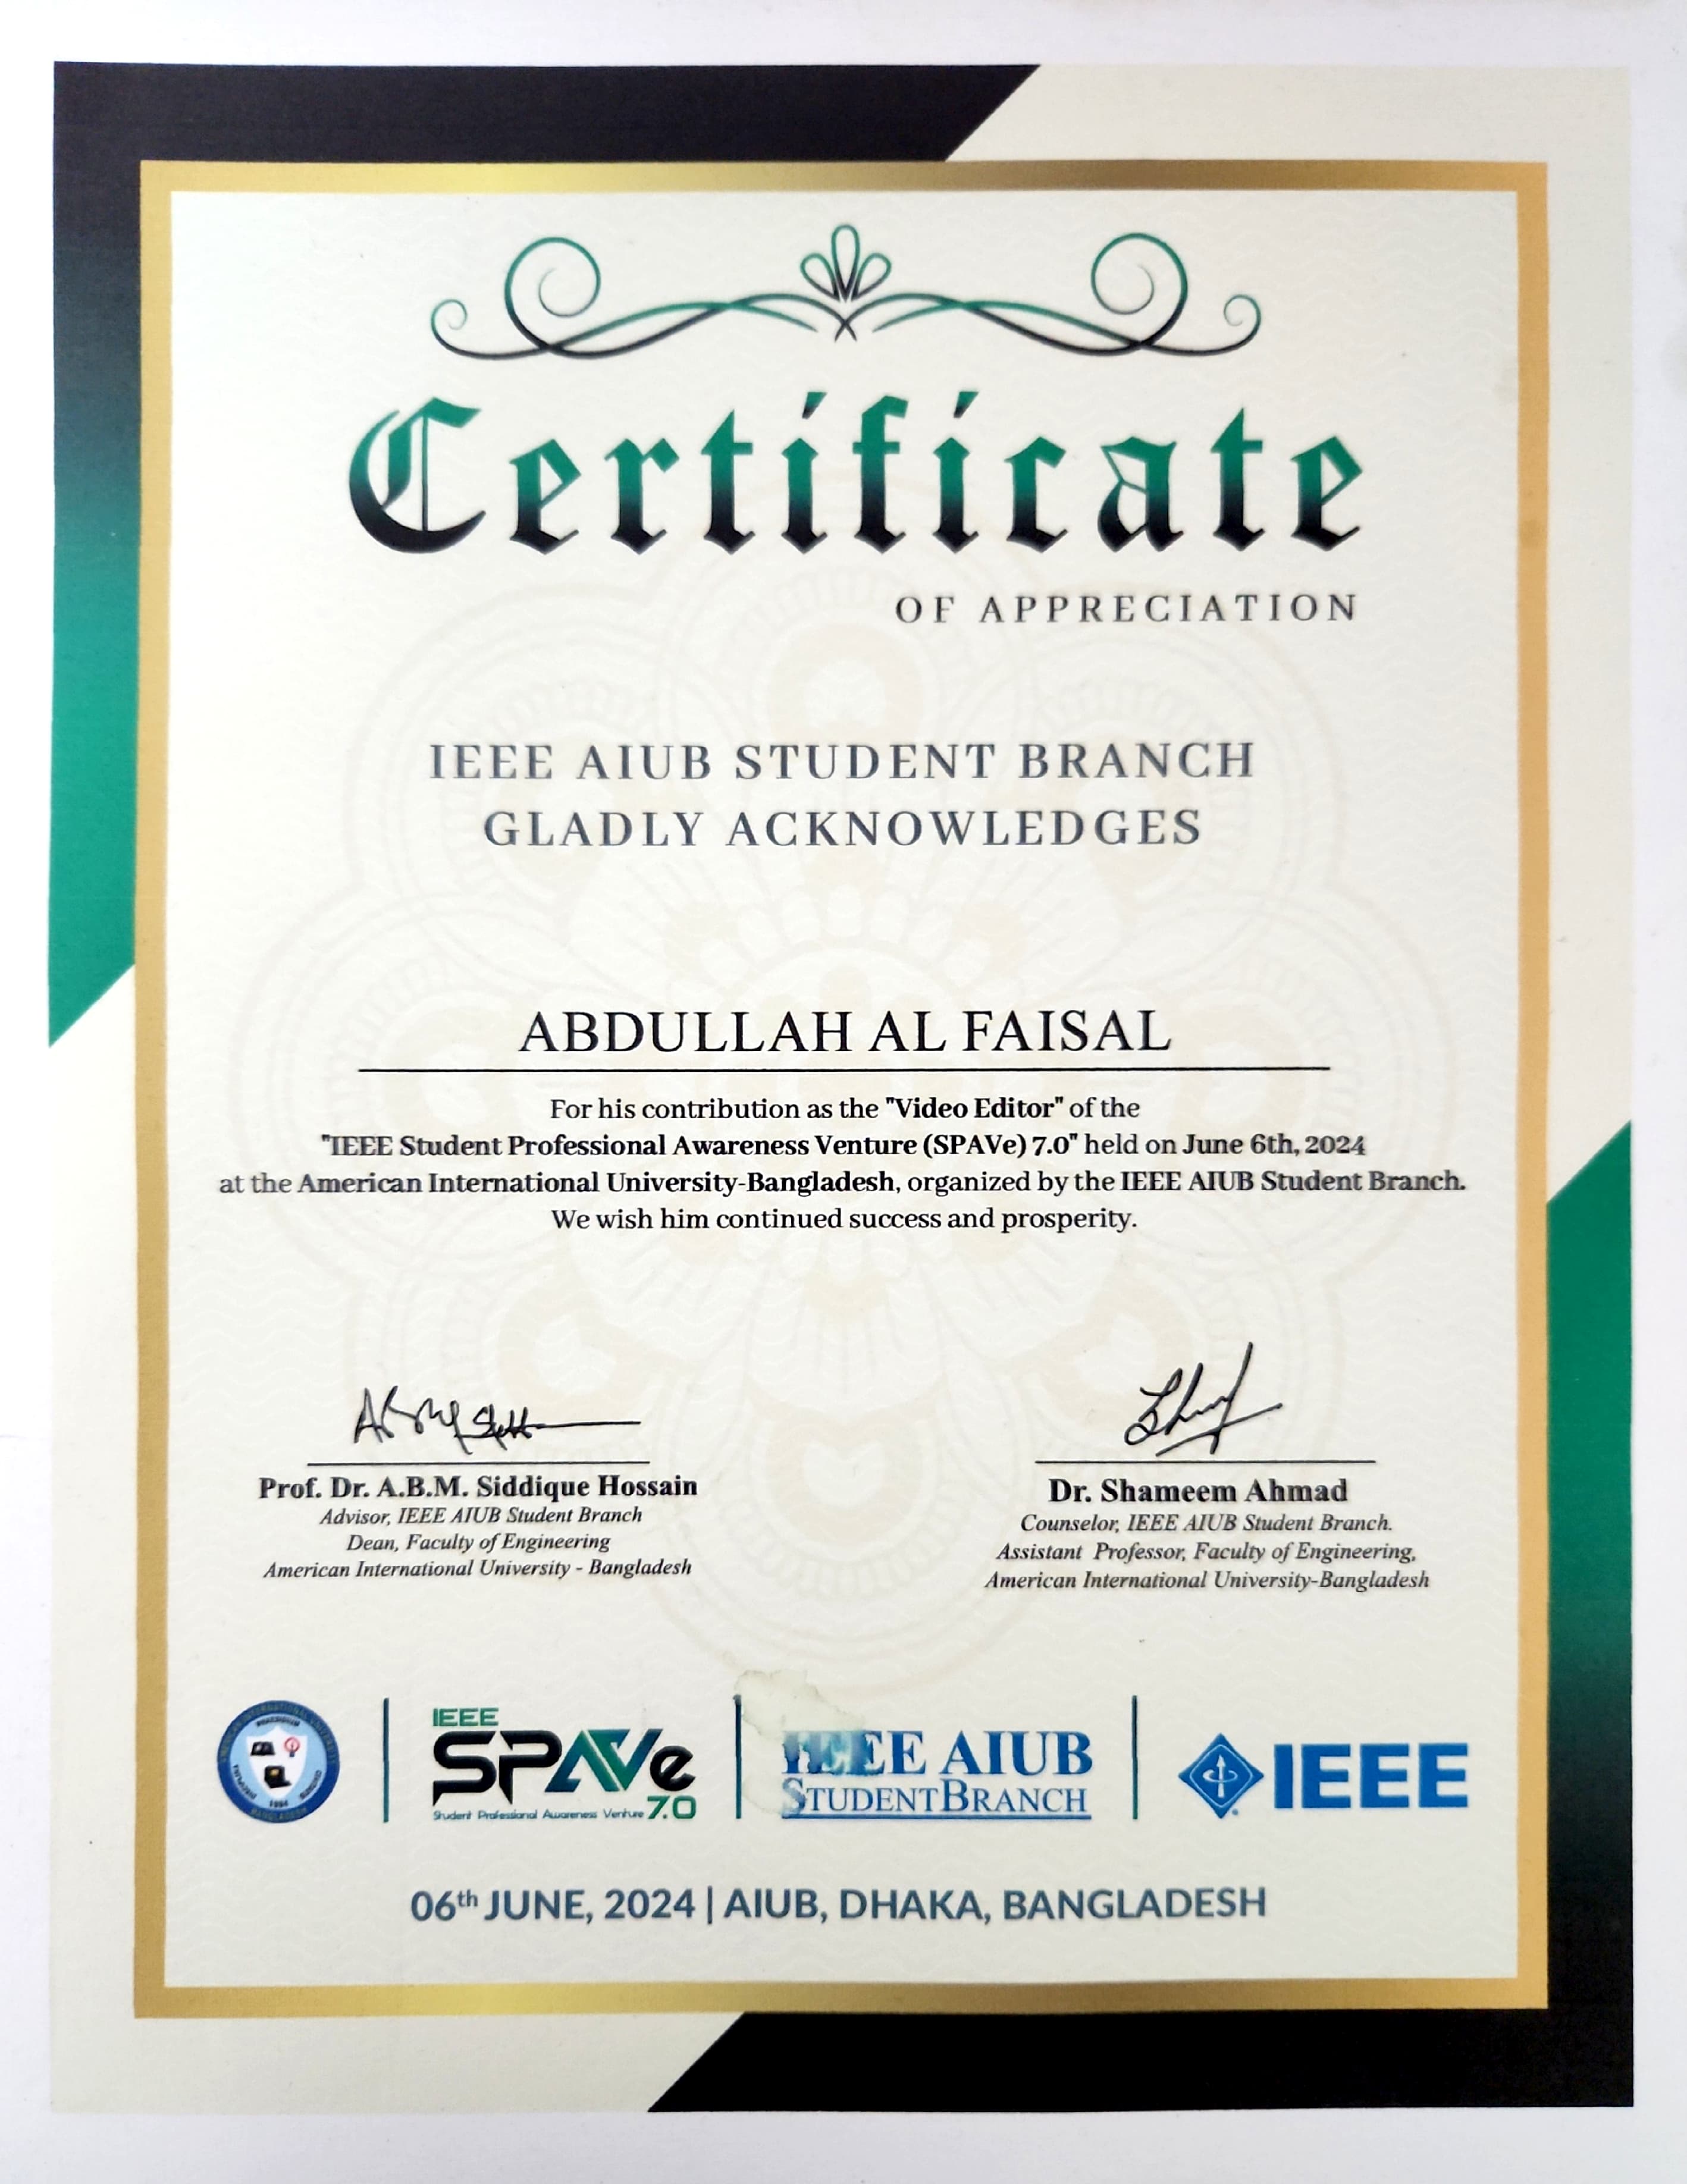 Certificate
OF APPRECIATION
IEEE AIUB STUDENT BRANCH
GLADLY ACKNOWLEDGES
ABDULLAH AL FAISAL
For his contribution as the "Video Editor" of the
"IEEE Student Professional Awareness Venture (SPAVe) 7.0" held on June 6th, 2024
at the American International University-Bangladesh, organized by the IEEE AIUB Student Branch.
We wish him continued success and prosperity.
Prof. Dr. A.B.M. Siddique Hossain
Advisor, IEEE AIUB Student Branch
Dean, Faculty of Engineering
American International University - Bangladesh
Dr. Shameem Ahmad
Counselor, IEEE AIUB Student Branch.
Assistant Professor, Faculty of Engineering,
American International University-Bangladesh
IEEE
SPAVe
Student Professional Awareness Venture 7.0
IEEE AIUB
STUDENT BRANCH
IEEE
06th JUNE, 2024 | AIUB, DHAKA, BANGLADESH